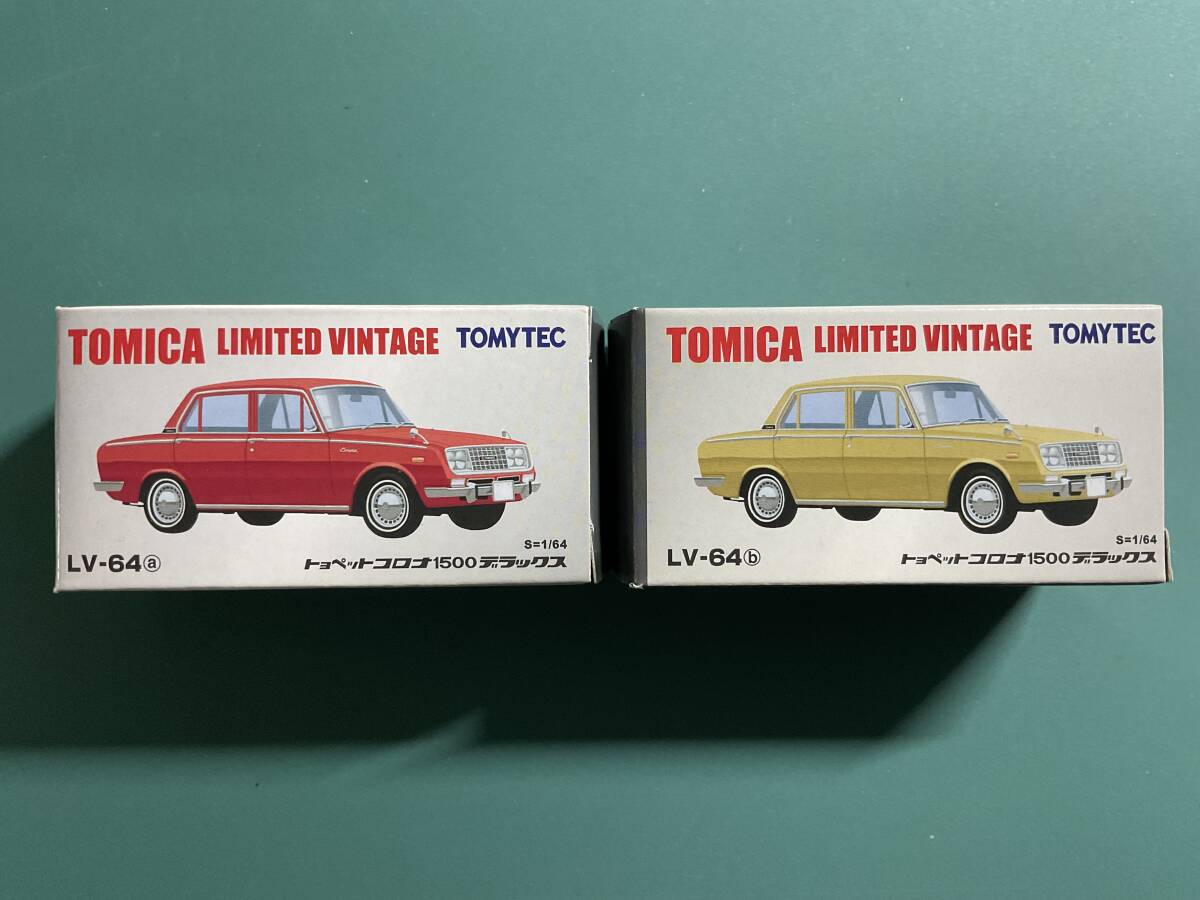 TOMICA LIMITED VINTAGE TOMYTEC
S=1/64
LV-64ⓐ トヨペットコロナ1500デラックス
TOMICA LIMITED VINTAGE TOMYTEC
S=1/64
LV-64ⓑ トヨペットコロナ1500デラックス